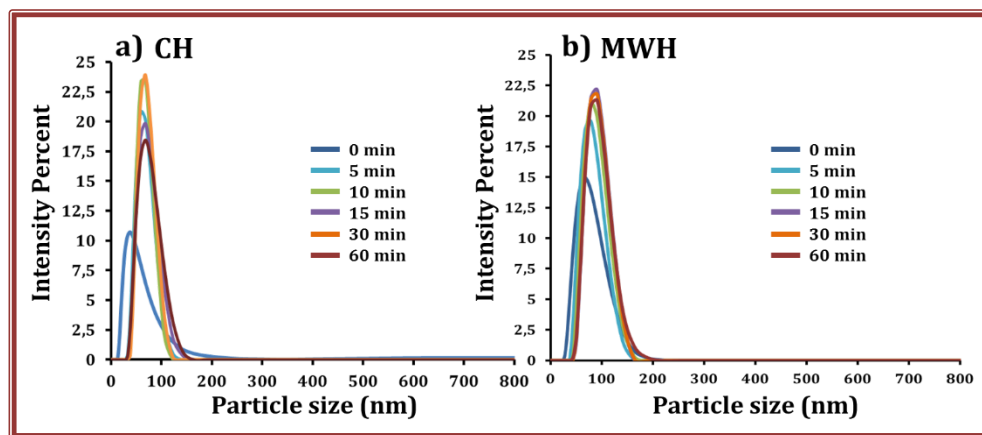 a) CH
Intensity Percent
25
22,5
20
17,5
15
12,5
10
7,5
5
2,5
0
0 min
5 min
10 min
15 min
30 min
60 min
0 100 200 300 400 500 600 700 800
Particle size (nm)
b) MWH
Intensity Percent
25
22,5
20
17,5
15
12,5
10
7,5
5
2,5
0
0 min
5 min
10 min
15 min
30 min
60 min
0 100 200 300 400 500 600 700 800
Particle size (nm)